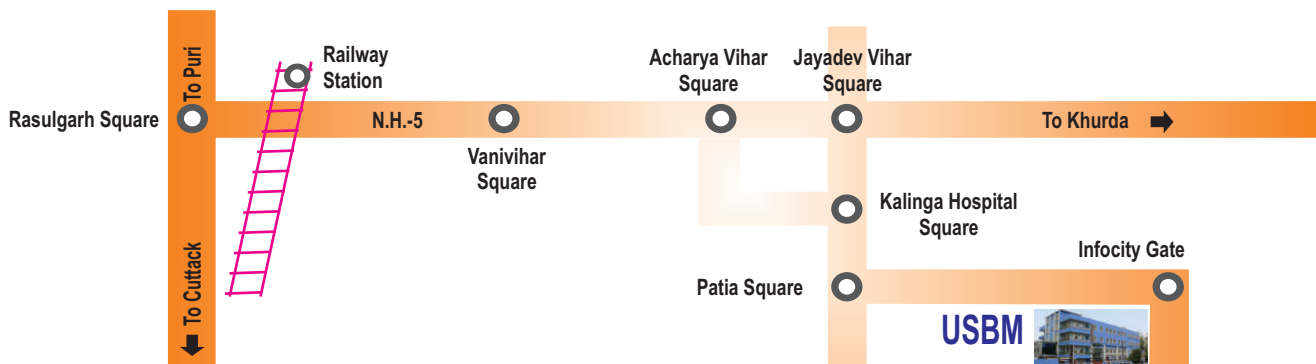 To Puri
Railway
Station
Acharya Vihar
Square
Jayadev Vihar
Square
Rasulgarh Square
N.H.-5
To Khurda
Vanivihar
Square
Kalinga Hospital
Square
To Cuttack
Infocity Gate
Patia Square
USBM